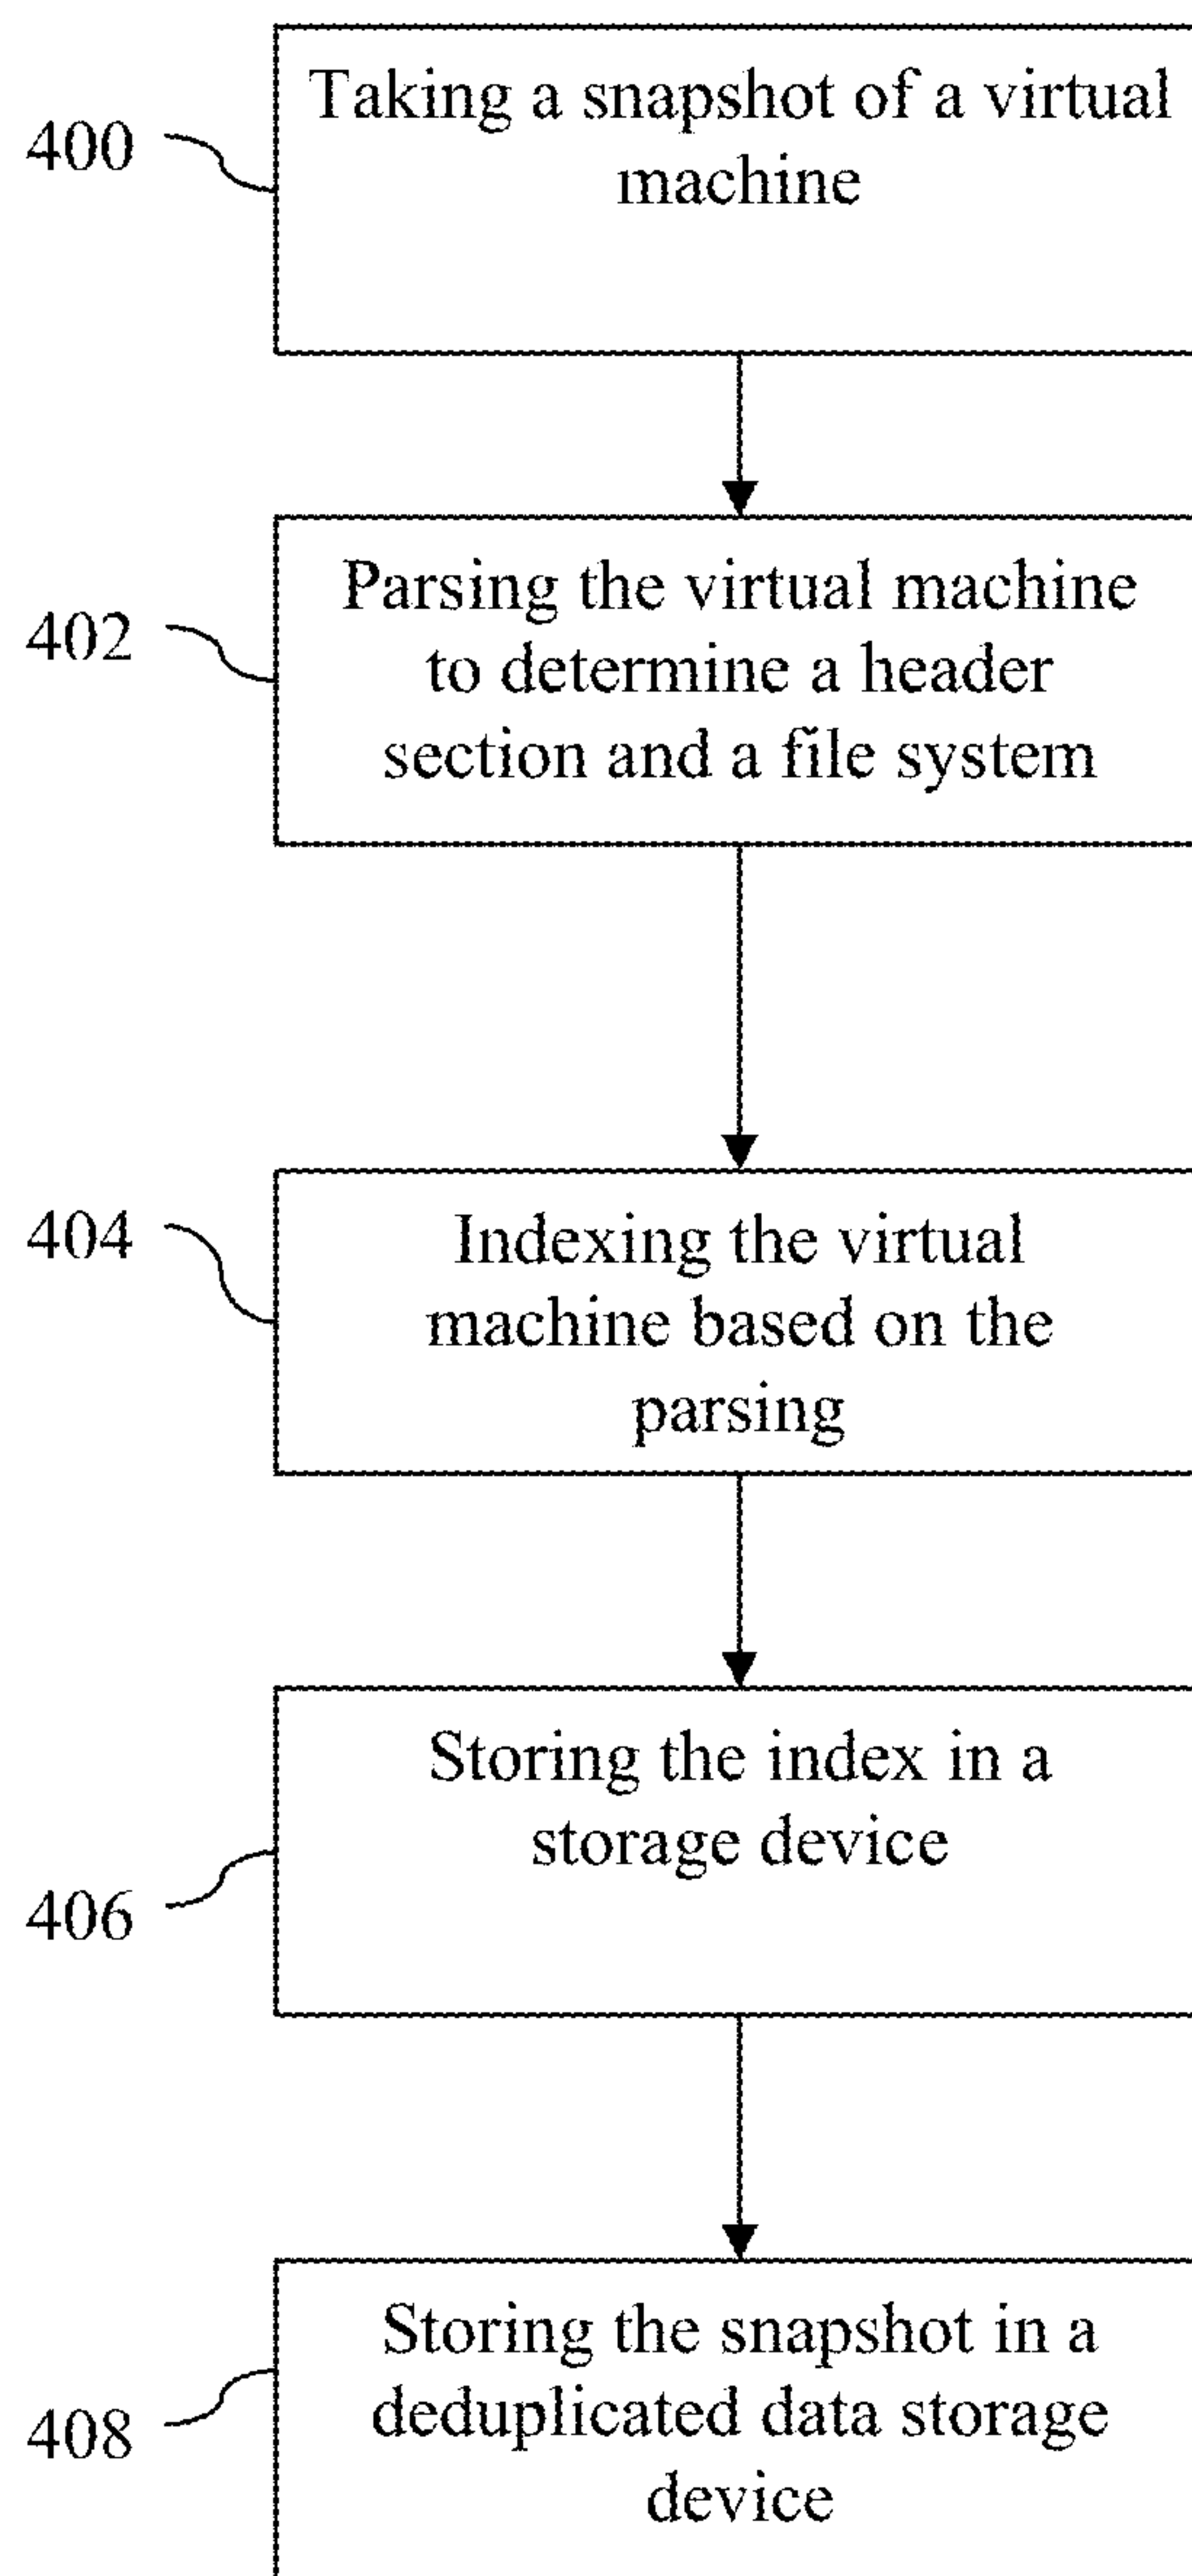 400
Taking a snapshot of a virtual
machine
402
Parsing the virtual machine
to determine a header
section and a file system
404
Indexing the virtual
machine based on the
parsing
406
Storing the index in a
storage device
408
Storing the snapshot in a
deduplicated data storage
device